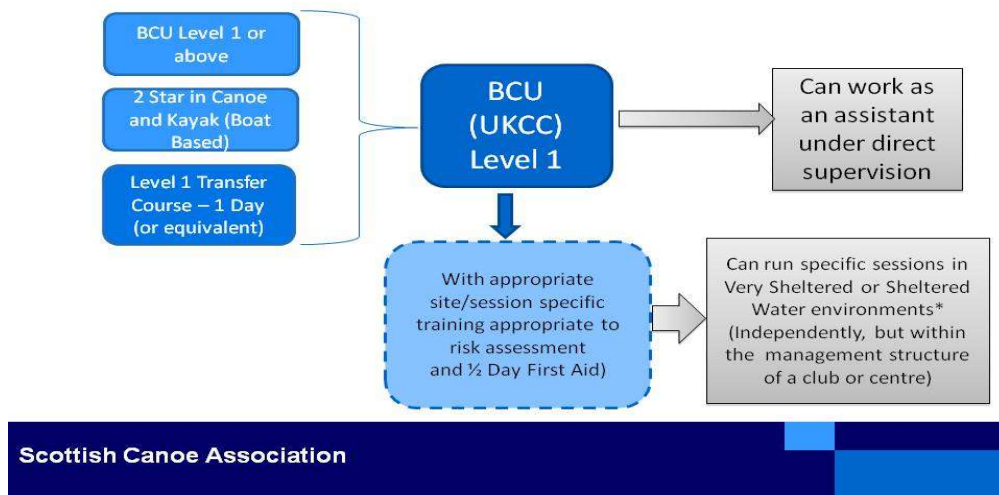 BCU Level 1 or
above
2 Star in Canoe
and Kayak (Boat
Based)
Level 1 Transfer
Course – 1 Day
(or equivalent)
BCU
(UKCC)
Level 1
Can work as
an assistant
under direct
supervision
With appropriate
site/session specific
training appropriate to
risk assessment
and ½ Day First Aid)
Can run specific sessions in
Very Sheltered or Sheltered
Water environments*
(Independently, but within
the management structure
of a club or centre)
Scottish Canoe Association